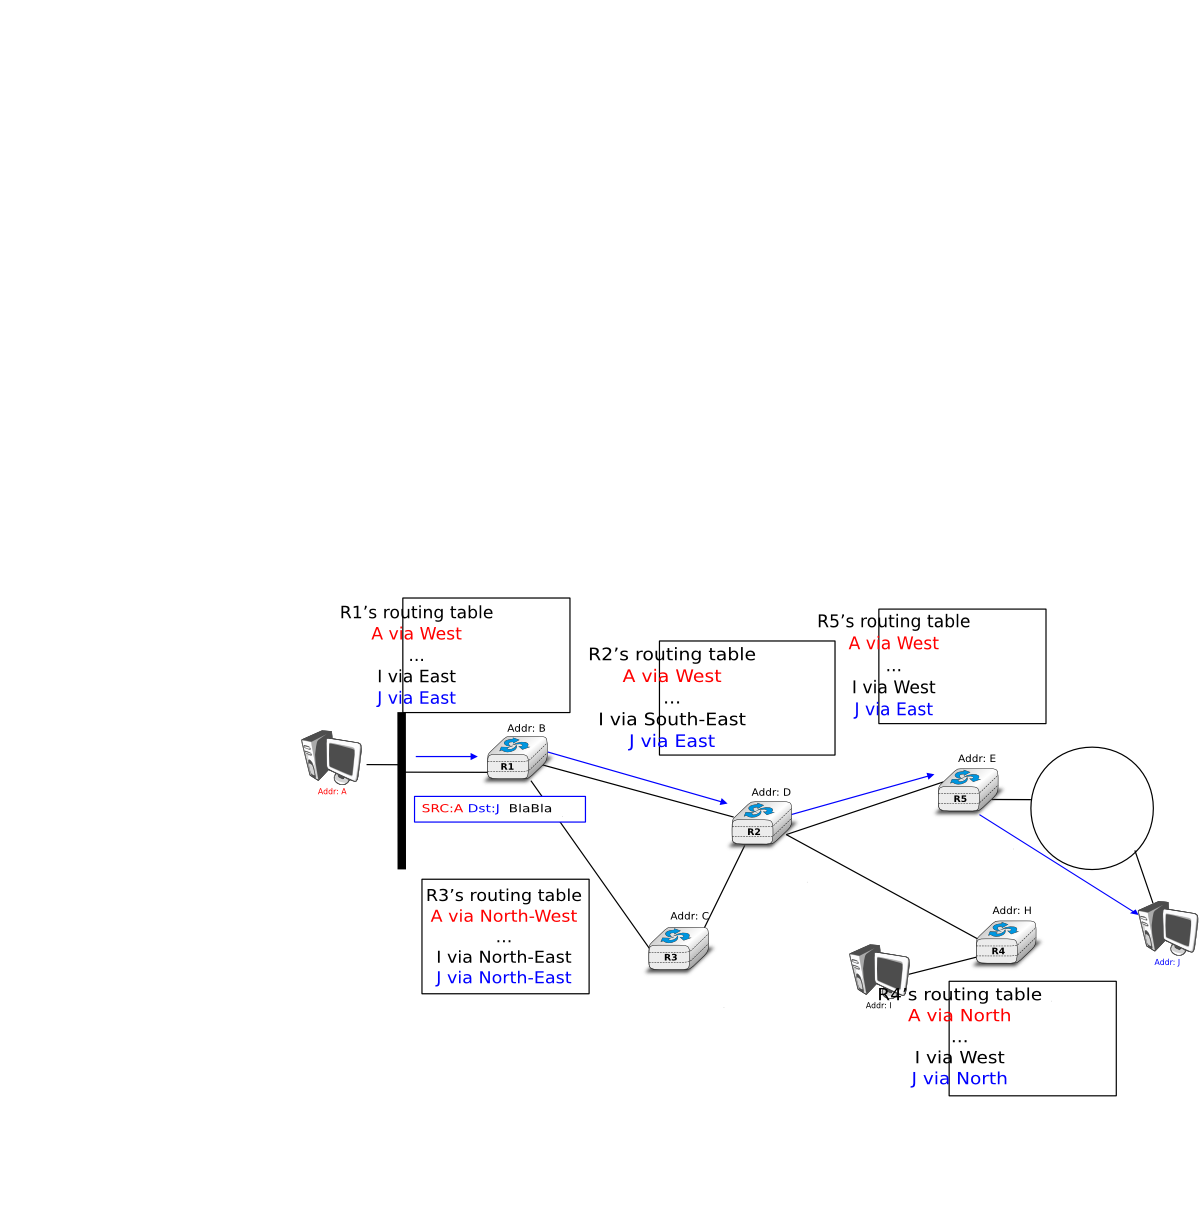 R1’s routing table
A via West
...
I via East
J via East
R2’s routing table
A via West
...
I via South-East
J via East
R5’s routing table
A via West
...
I via West
J via East
Addr: B
R1
Addr: A
SRC:A Dst:J BlaBla
Addr: D
R2
Addr: E
R5
R3’s routing table
A via North-West
...
I via North-East
J via North-East
Addr: C
R3
Addr: H
R4
Addr: J
Addr: I
R4’s routing table
A via North
...
I via West
J via North